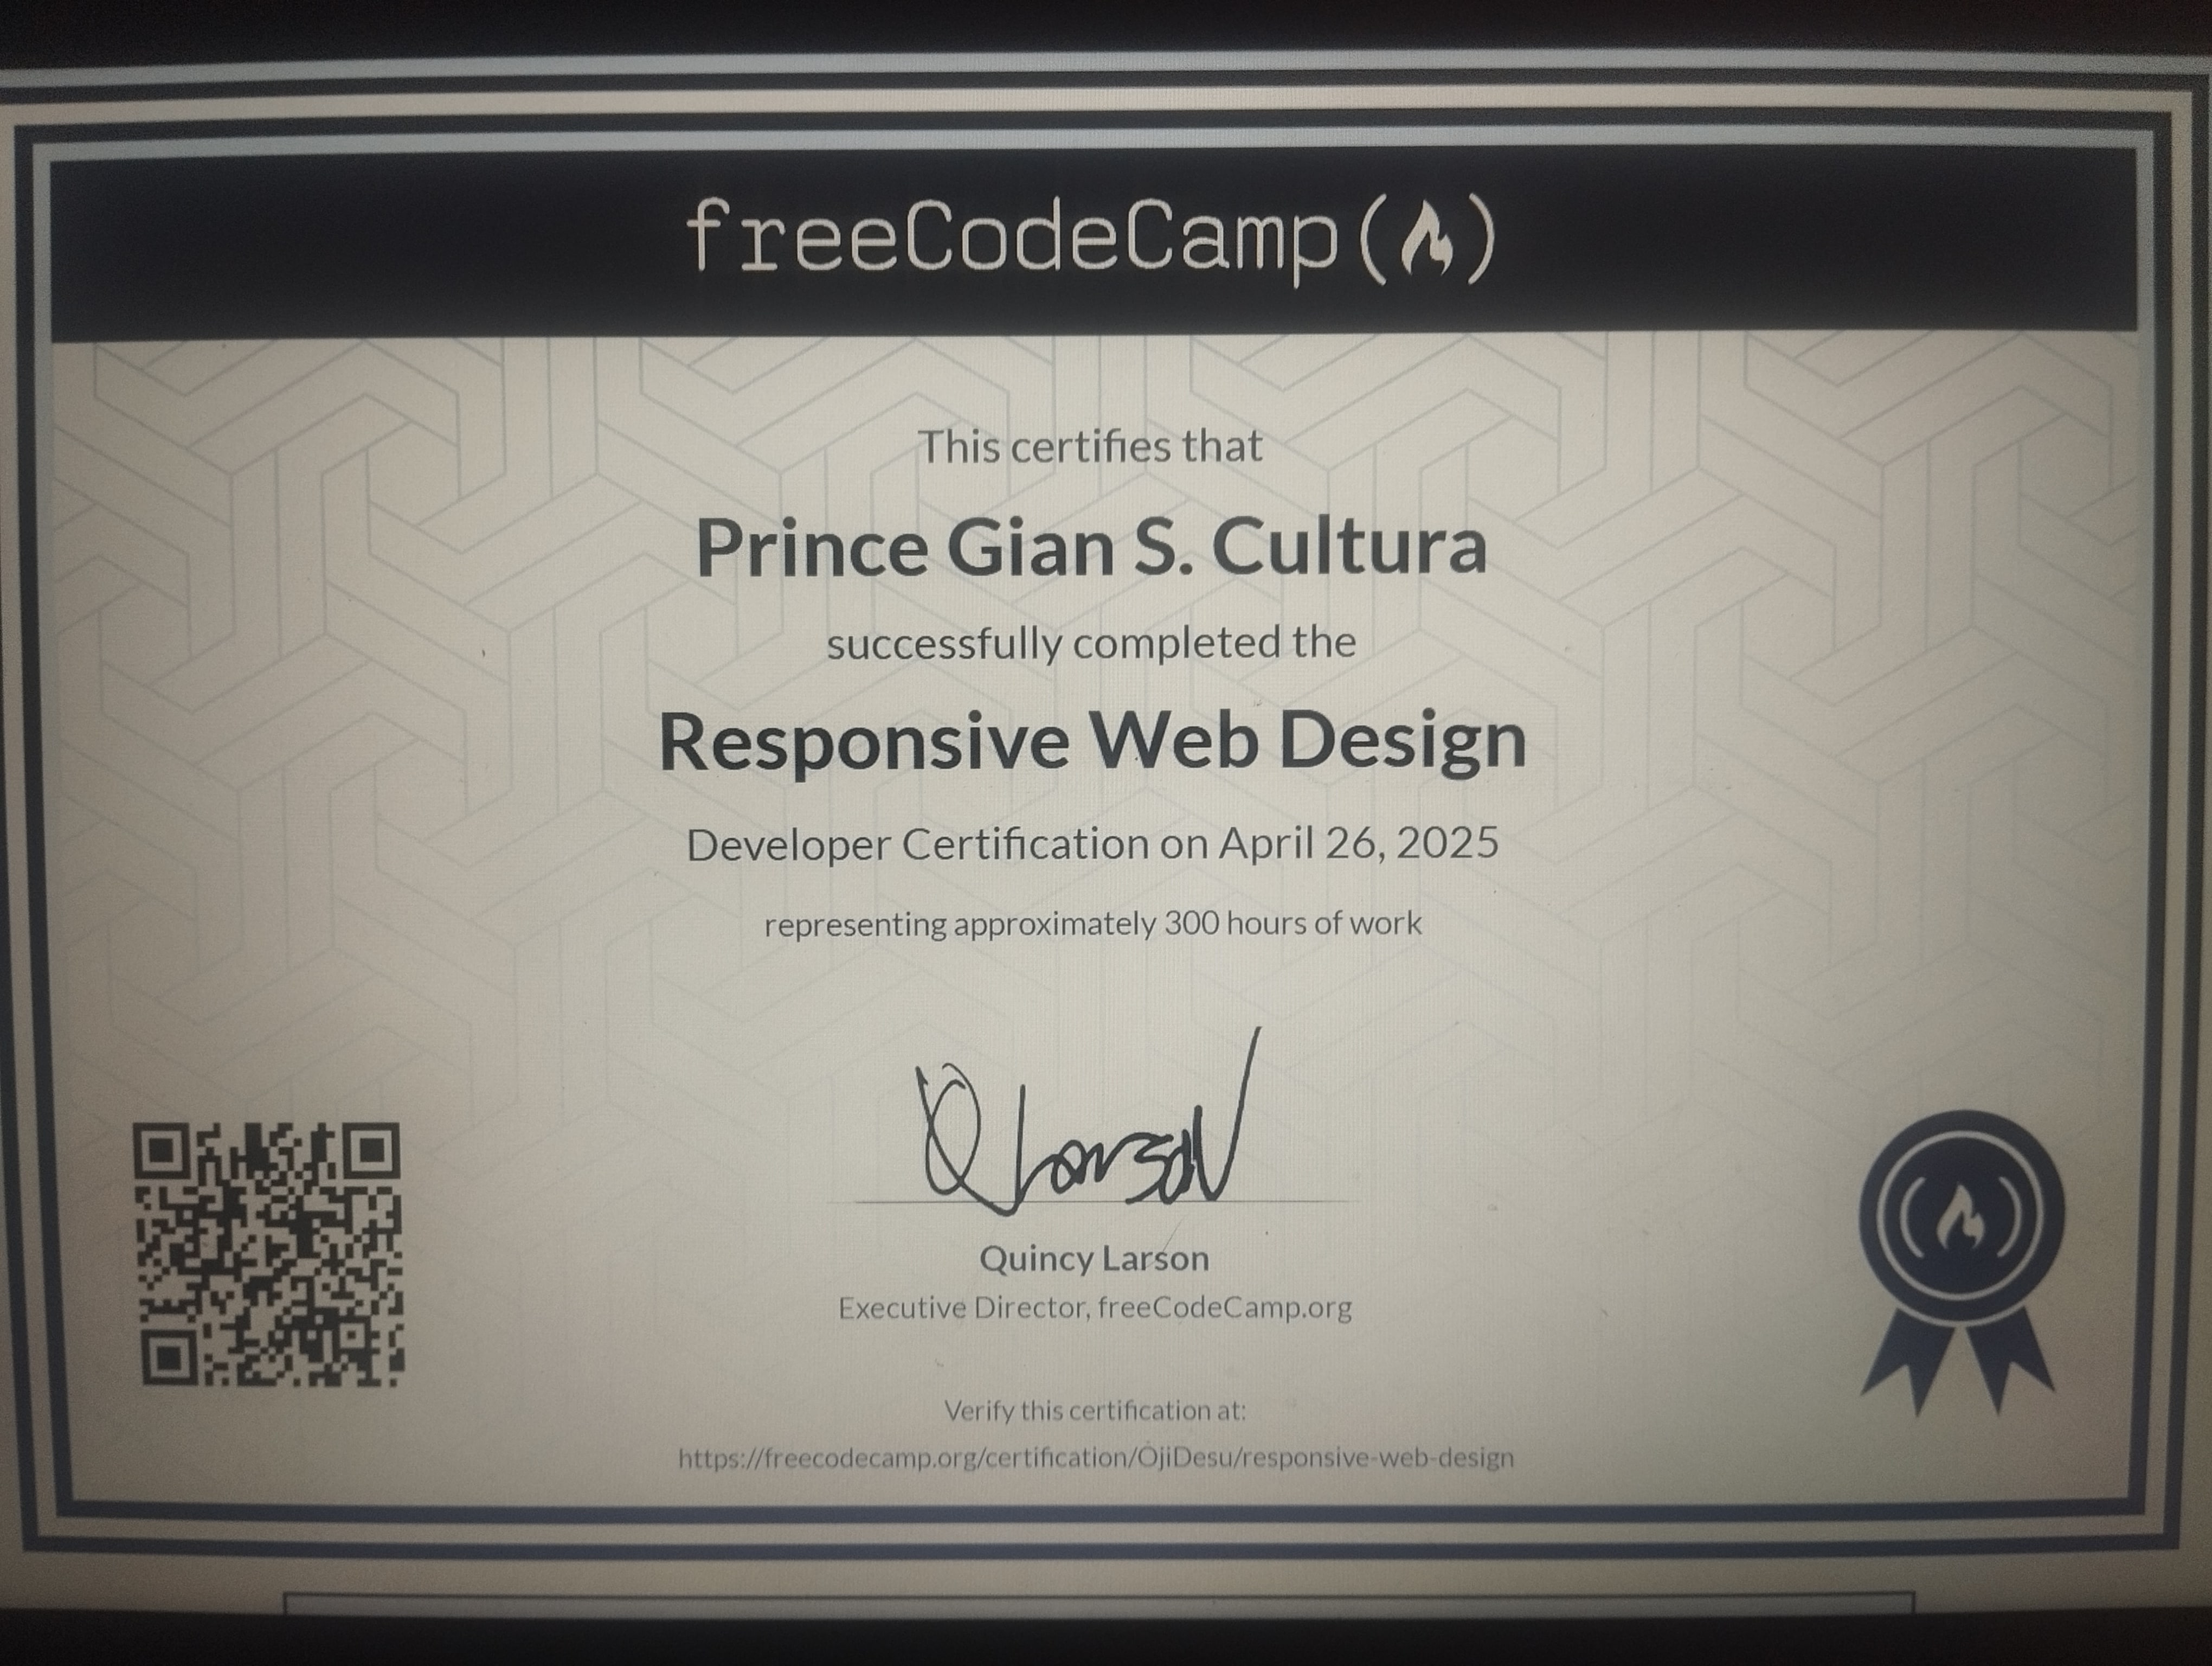 freeCodeCamp
This certifies that
Prince Gian S. Cultura
successfully completed the
Responsive Web Design
Developer Certification on April 26, 2025
representing approximately 300 hours of work
Q Larson
Quincy Larson
Executive Director, freeCodeCamp.org
Verify this certification at:
https://freecodecamp.org/certification/OjiDesu/responsive-web-design